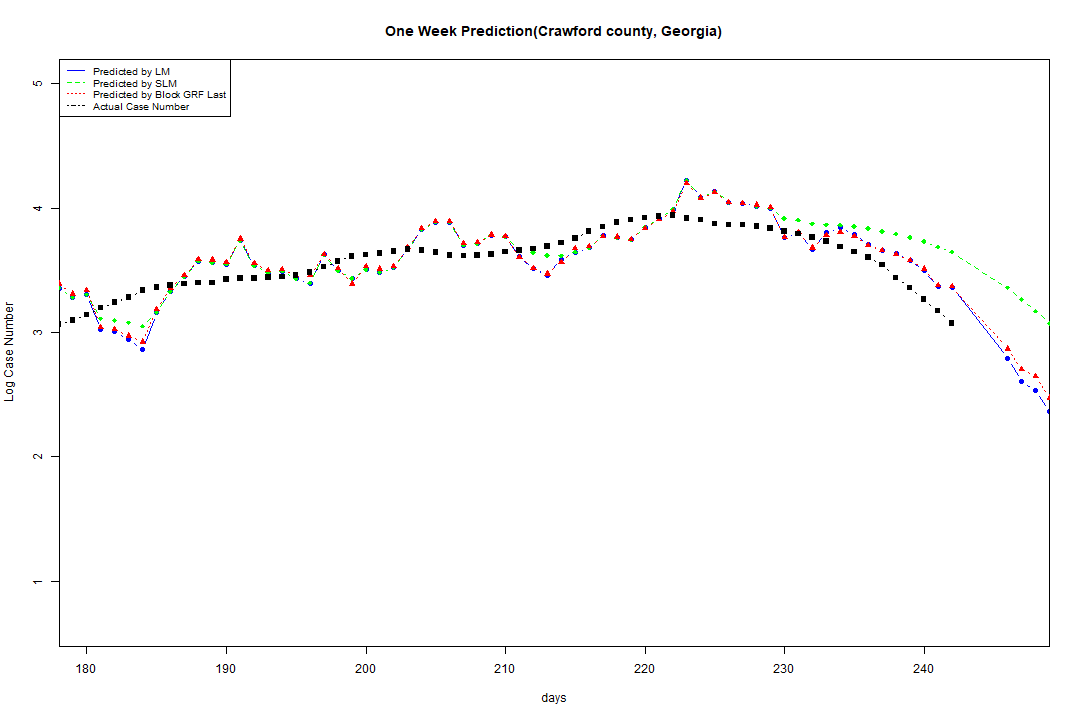 One Week Prediction(Crawford county, Georgia)
Predicted by LM
Predicted by SLM
Predicted by Block GRF Last
Actual Case Number
5
4
3
2
1
Log Case Number
180 190 200 210 220 230 240
days